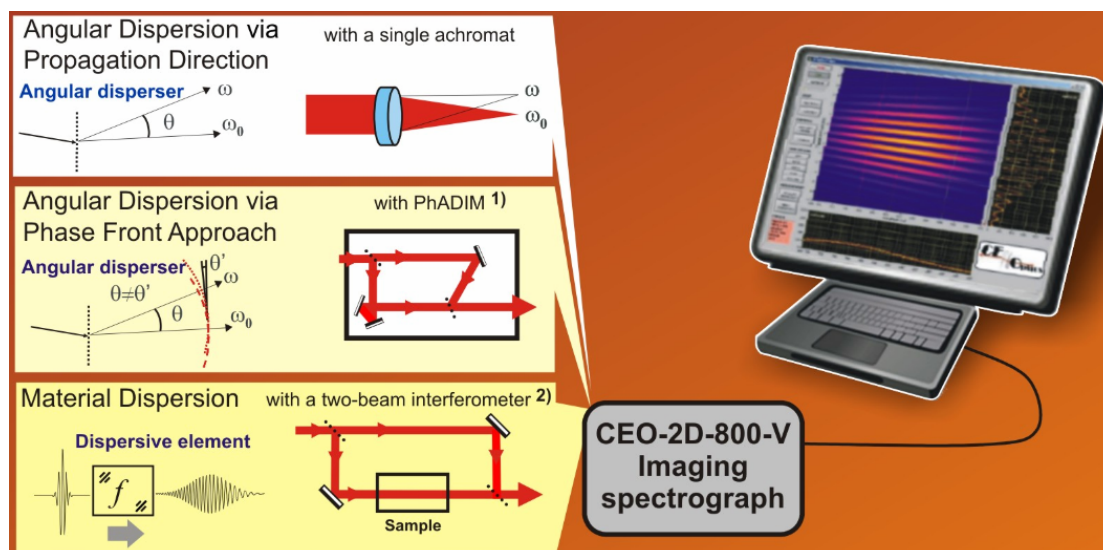 Angular Dispersion via
Propagation Direction
with a single achromat
Angular disperser
ω
θ
ω₀
ω
ω₀
Angular Dispersion via
Phase Front Approach
with PhADIM 1)
Angular disperser
θ'
θ≠θ'
ω
θ
ω₀
Material Dispersion
with a two-beam interferometer 2)
Dispersive element
f
Sample
CEO-2D-800-V
Imaging
spectrograph
Optics